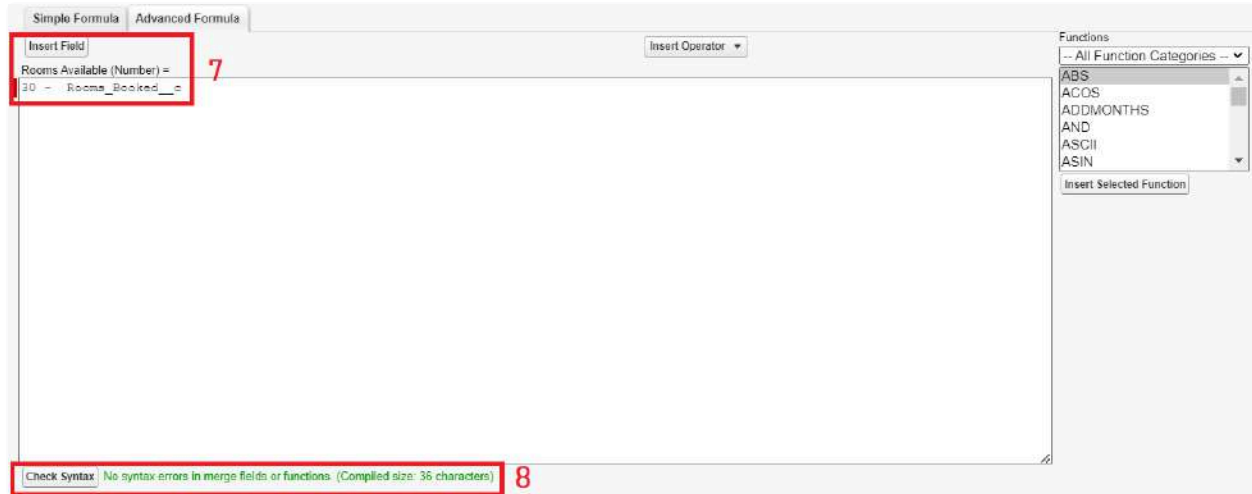 Simple Formula
Advanced Formula
Insert Field
Insert Operator
Functions
-- All Function Categories --
Rooms Available (Number) =
7
30 - Rooms_Booked__c
ABS
ACOS
ADDMONTHS
AND
ASCII
ASIN
Insert Selected Function
Check Syntax
No syntax errors in merge fields or functions. (Compiled size: 36 characters)
8